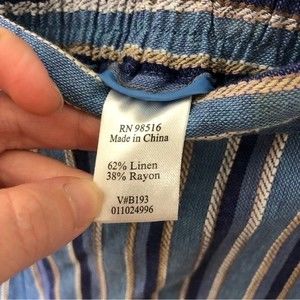 RN 98516
Made in China
62% Linen
38% Rayon
V#B193
011024996